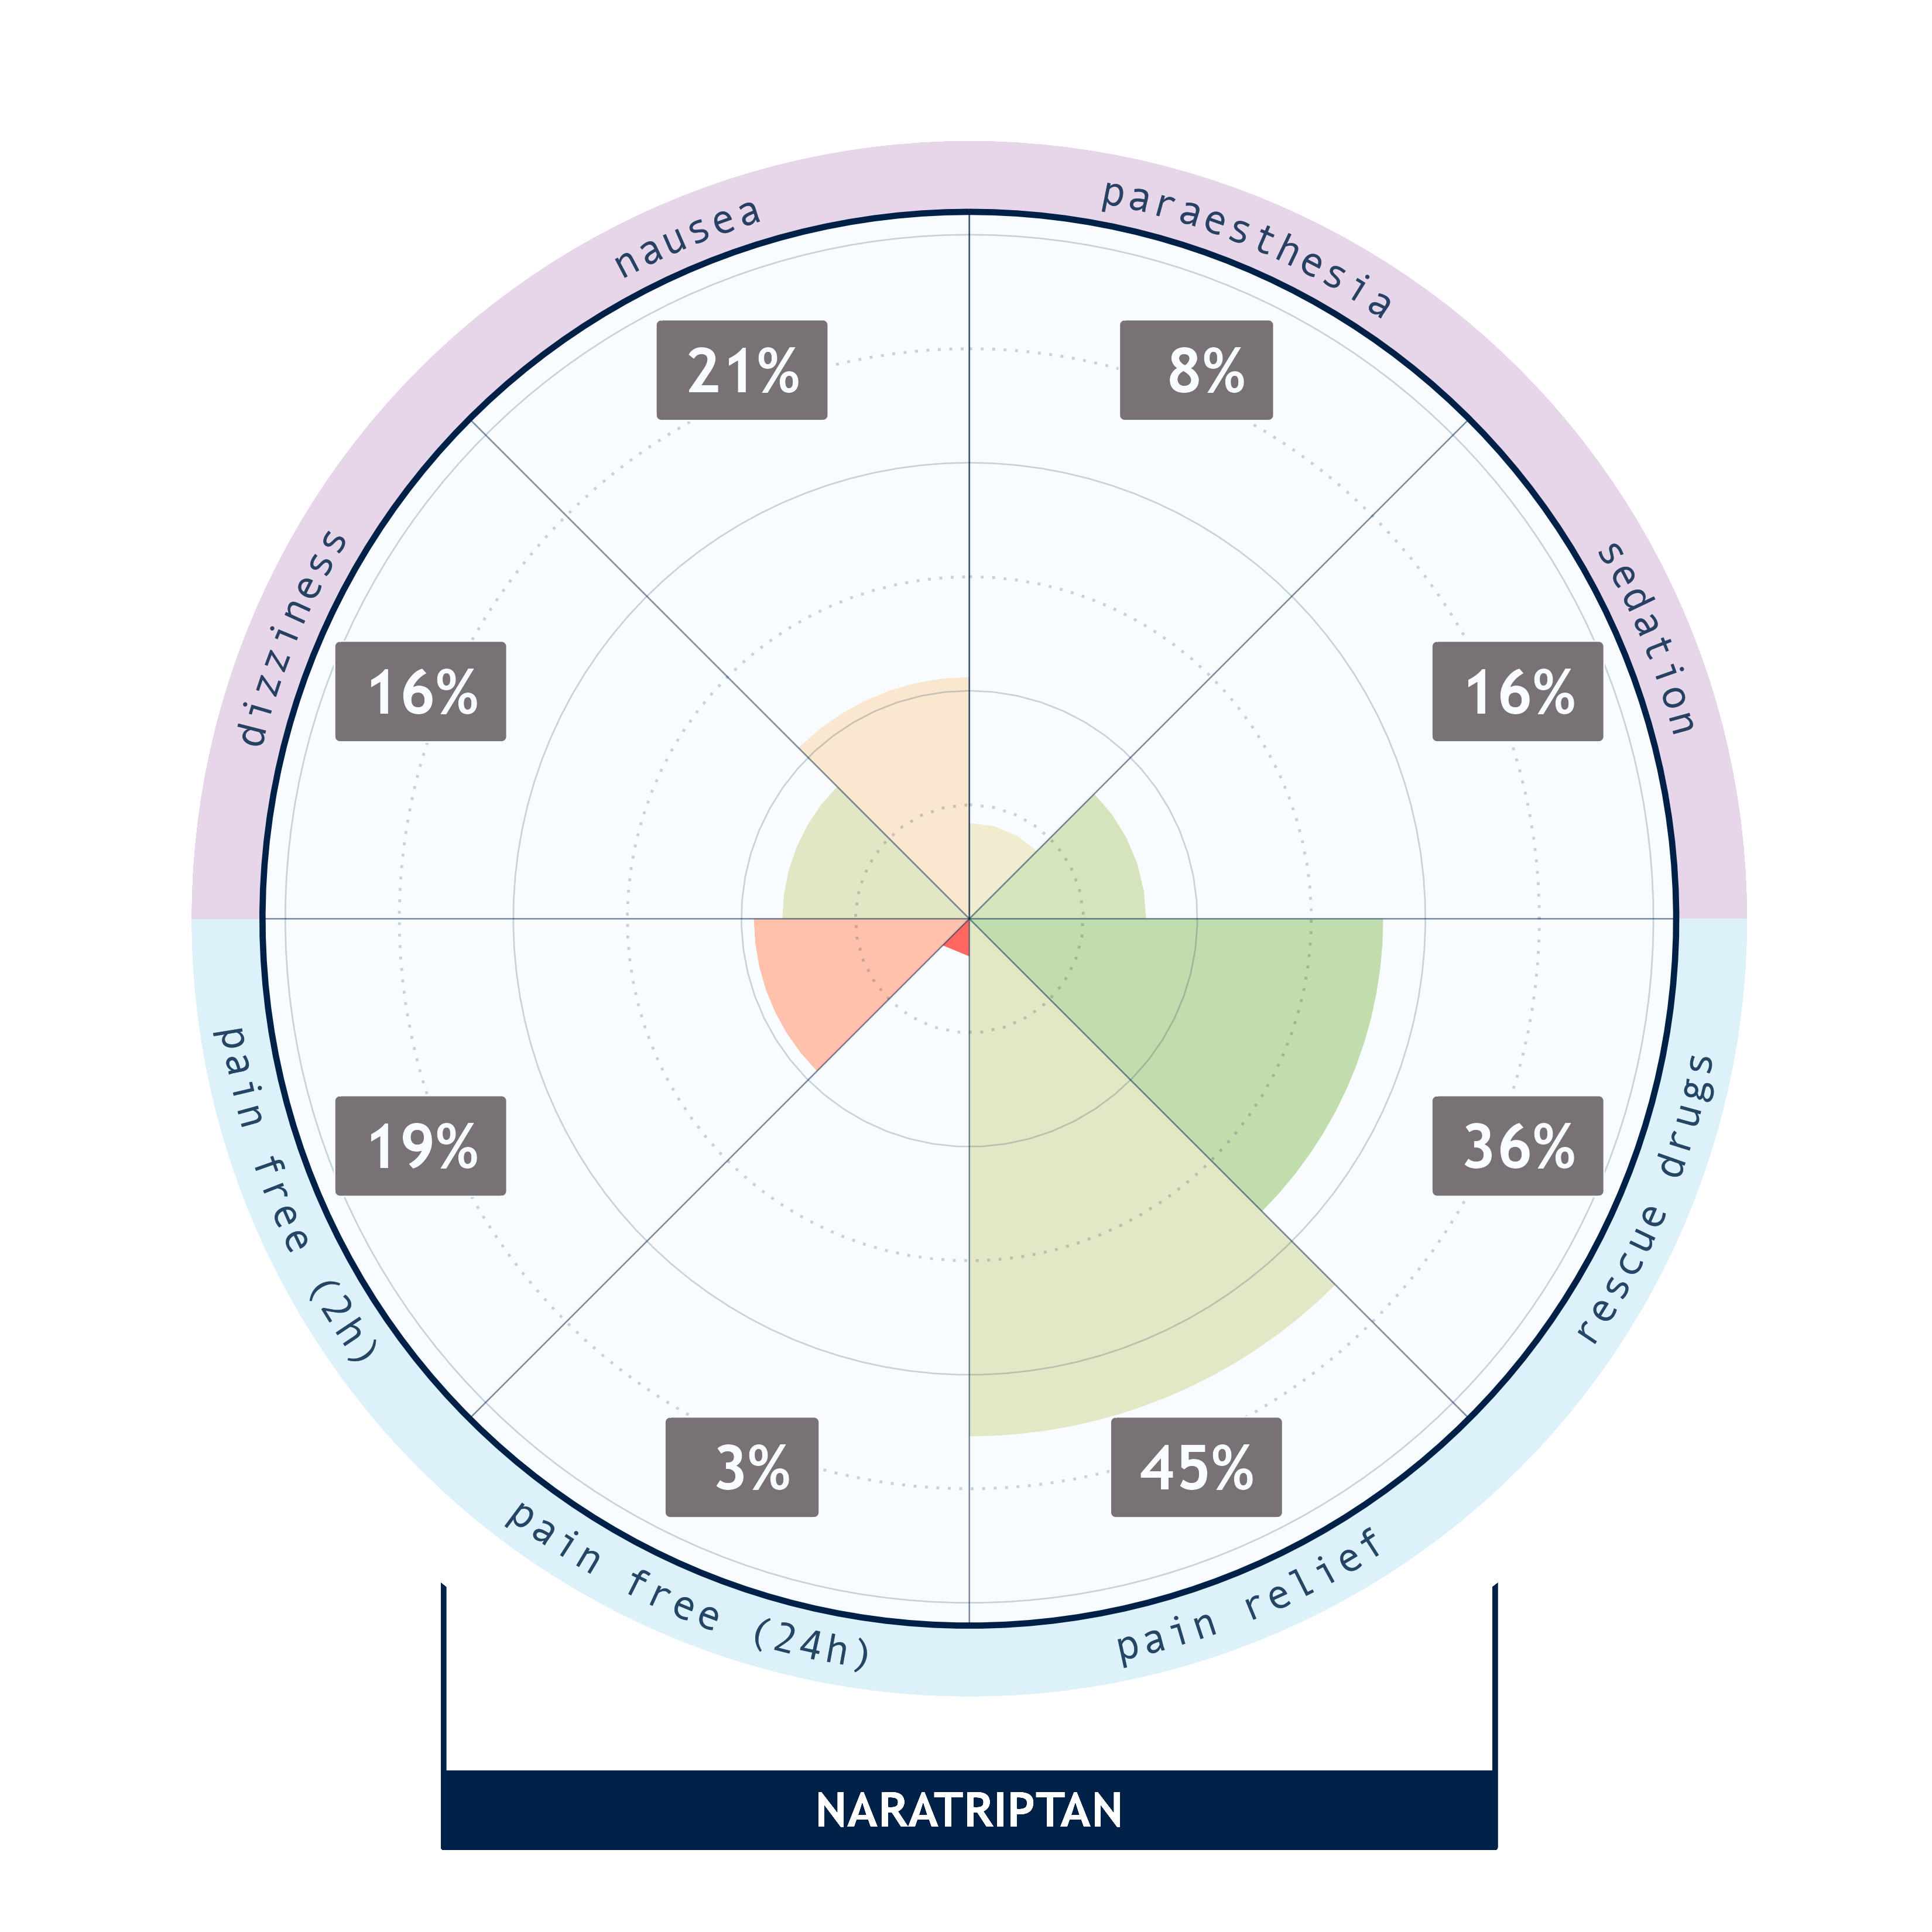 nausea
paraesthesia
21%
8%
dizziness
sedation
16%
16%
pain free (2h)
rescue drugs
19%
36%
3%
45%
pain free (24h)
pain relief
NARATRIPTAN